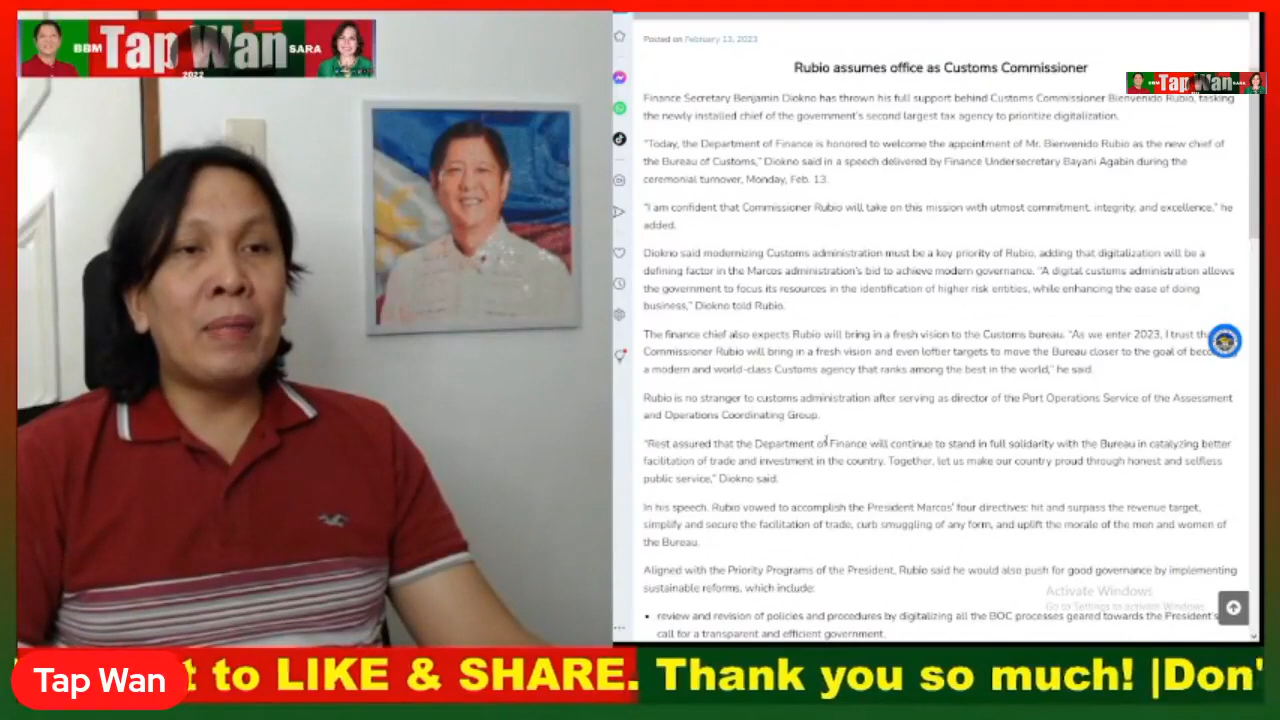 BBM Tap Wan SARA
2022
Posted on February 13, 2023
Rubio assumes office as Customs Commissioner
Tap Wan
Finance Secretary Benjamin Diokno has thrown his full support behind Customs Commissioner Bienvenido Rubio, tasking
the newly installed chief of the government's second largest tax agency to prioritize digitalization.
"Today, the Department of Finance is honored to welcome the appointment of Mr. Bienvenido Rubio as the new chief of
the Bureau of Customs," Diokno said in a speech delivered by Finance Undersecretary Bayani Agabin during the
ceremonial turnover, Monday, Feb. 13.
"I am confident that Commissioner Rubio will take on this mission with utmost commitment, integrity, and excellence," he
added.
Diokno said modernizing Customs administration must be a key priority of Rubio, adding that digitalization will be a
defining factor in the Marcos administration's bid to achieve modern governance. "A digital customs administration allows
the government to focus its resources in the identification of higher risk entities, while enhancing the ease of doing
business," Diokno told Rubio.
The finance chief also expects Rubio will bring in a fresh vision to the Customs bureau. "As we enter 2023, I trust th
Commissioner Rubio will bring in a fresh vision and even loftier targets to move the Bureau closer to the goal of bec
a modern and world-class Customs agency that ranks among the best in the world," he said.
Rubio is no stranger to customs administration after serving as director of the Port Operations Service of the Assessment
and Operations Coordinating Group.
"Rest assured that the Department of Finance will continue to stand in full solidarity with the Bureau in catalyzing better
facilitation of trade and investment in the country. Together, let us make our country proud through honest and selfless
public service," Diokno said.
In his speech, Rubio vowed to accomplish the President Marcos' four directives: hit and surpass the revenue target,
simplify and secure the facilitation of trade, curb smuggling of any form, and uplift the morale of the men and women of
the Bureau.
Aligned with the Priority Programs of the President, Rubio said he would also push for good governance by implementing
sustainable reforms, which include:
Activate Windows
Go to Settings to activate Windows.
• review and revision of policies and procedures by digitalizing all the BOC processes geared towards the President's
call for a transparent and efficient government.
t to LIKE & SHARE. Thank you so much! |Don'
Tap Wan